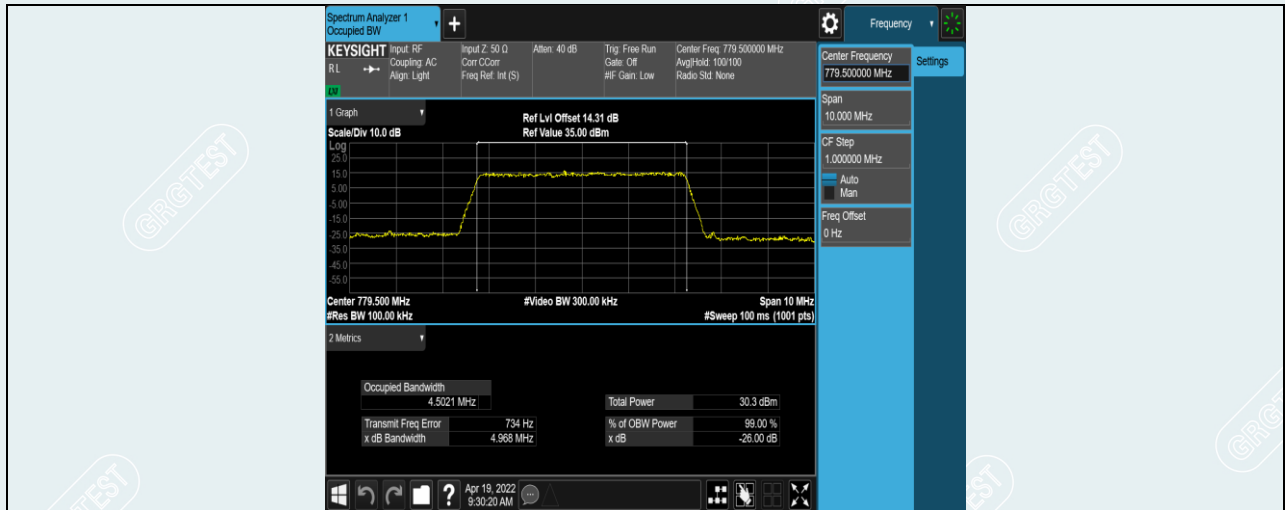 Spectrum Analyzer 1
Occupied BW
+
Frequency
KEYSIGHT Input: RF Input Z: 50 Ω Atten: 40 dB Trig: Free Run Center Freq: 779.500000 MHz
RL Coupling: AC Corr CCorr Gate: Off Avg|Hold: 100/100
Align: Light Freq Ref: Int (S) #IF Gain: Low Radio Std: None
LXI
Center Frequency
779.500000 MHz
Settings
Span
10.000 MHz
CF Step
1.000000 MHz
Auto
Man
Freq Offset
0 Hz
1 Graph
Ref Lvl Offset 14.31 dB
Scale/Div 10.0 dB Ref Value 35.00 dBm
Log
25.0
15.0
5.00
-5.00
-15.0
-25.0
-35.0
-45.0
-55.0
Center 779.500 MHz #Video BW 300.00 kHz Span 10 MHz
#Res BW 100.00 kHz #Sweep 100 ms (1001 pts)
2 Metrics
Occupied Bandwidth
4.5021 MHz Total Power 30.3 dBm
Transmit Freq Error 734 Hz % of OBW Power 99.00 %
x dB Bandwidth 4.968 MHz x dB -26.00 dB
? Apr 19, 2022
9:30:20 AM
GRGTEST
GRGTEST